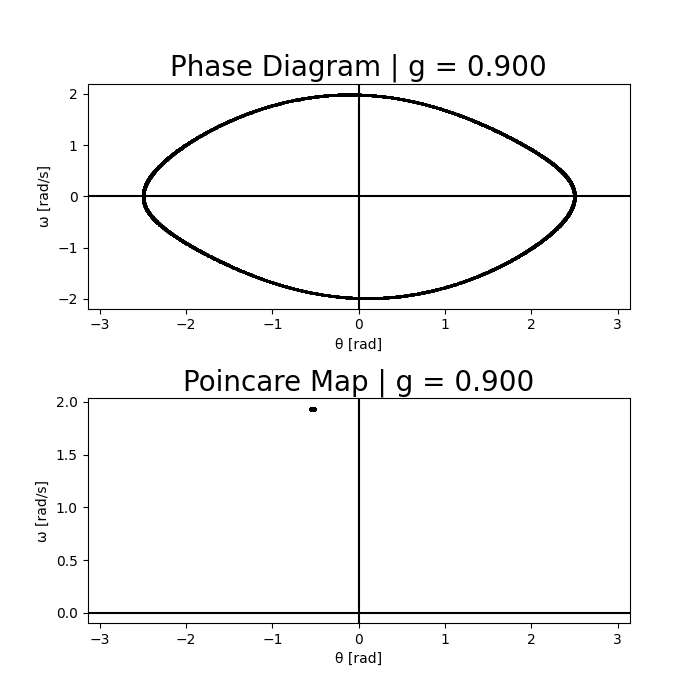 Phase Diagram | g = 0.900
2
1
0
−1
−2
ω [rad/s]
−3 −2 −1 0 1 2 3
θ [rad]
Poincare Map | g = 0.900
2.0
1.5
1.0
0.5
0.0
ω [rad/s]
−3 −2 −1 0 1 2 3
θ [rad]